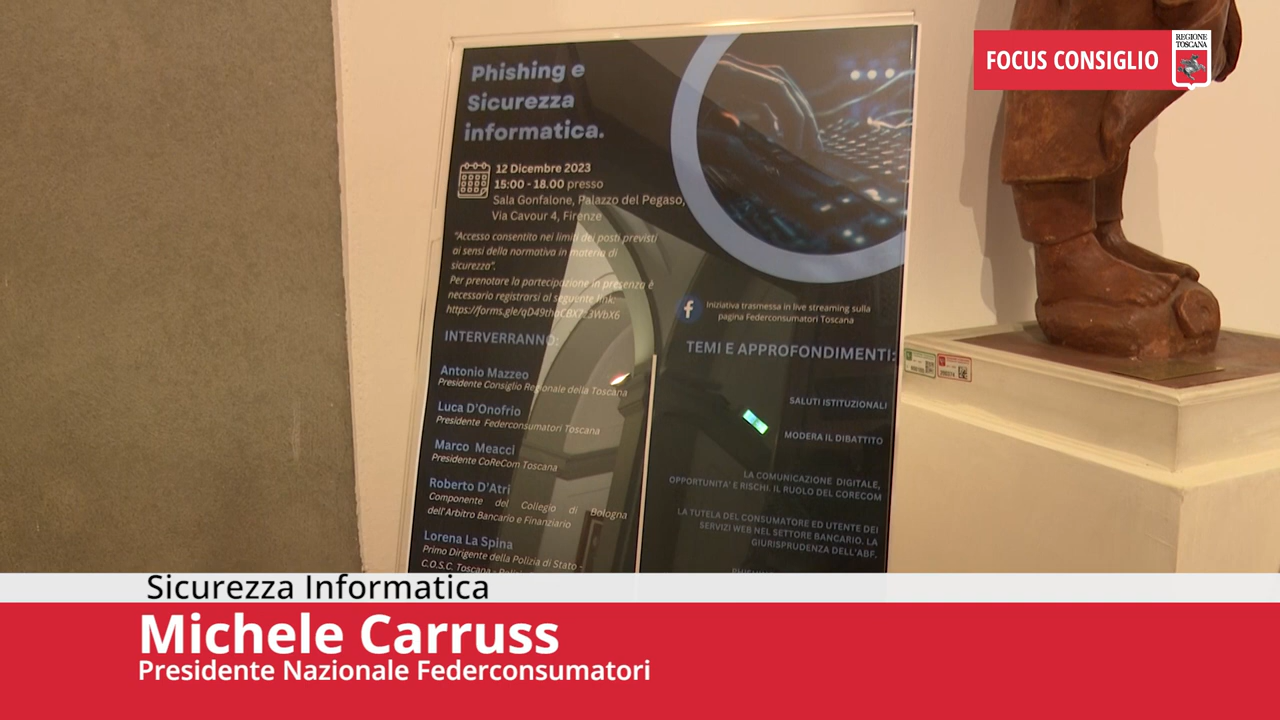 FOCUS CONSIGLIO
REGIONE
TOSCANA
Phishing e
Sicurezza
informatica.
12 Dicembre 2023
15:00 - 18.00 presso
Sala Gonfalone, Palazzo del Pegaso,
Via Cavour 4, Firenze
"Accesso consentito nei limiti dei posti previsti
ai sensi della normativa in materia di
sicurezza".
Per prenotare la partecipazione in presenza è
necessario registrarsi al seguente link:
Iniziativa trasmessa in live streaming sulla
pagina Federconsumatori Toscana
INTERVERRANNO:
Antonio Mazzeo
Presidente Consiglio Regionale della Toscana
Luca D'Onofrio
Presidente Federconsumatori Toscana
Marco Meacci
Presidente CoReCom Toscana
Roberto D'Atri
Componente del Collegio di Bologna
dell'Arbitro Bancario e Finanziario
Lorena La Spina
Primo Dirigente della Polizia di Stato -
C.O.S.C. Toscana -
TEMI E APPROFONDIMENTI:
SALUTI ISTITUZIONALI
MODERA IL DIBATTITO
LA COMUNICAZIONE DIGITALE,
OPPORTUNITA' E RISCHI. IL RUOLO DEL CORECOM
LA TUTELA DEL CONSUMATORE ED UTENTE DEI
SERVIZI WEB NEL SETTORE BANCARIO. LA
GIURISPRUDENZA DELL'ABF.
Sicurezza Informatica
Michele Carruss
Presidente Nazionale Federconsumatori